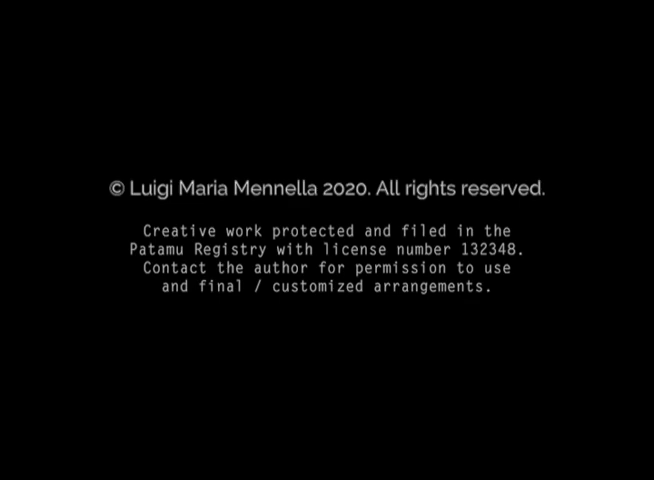 © Luigi Maria Mennella 2020. All rights reserved.
Creative work protected and filed in the
Patamu Registry with license number 132348.
Contact the author for permission to use
and final / customized arrangements.